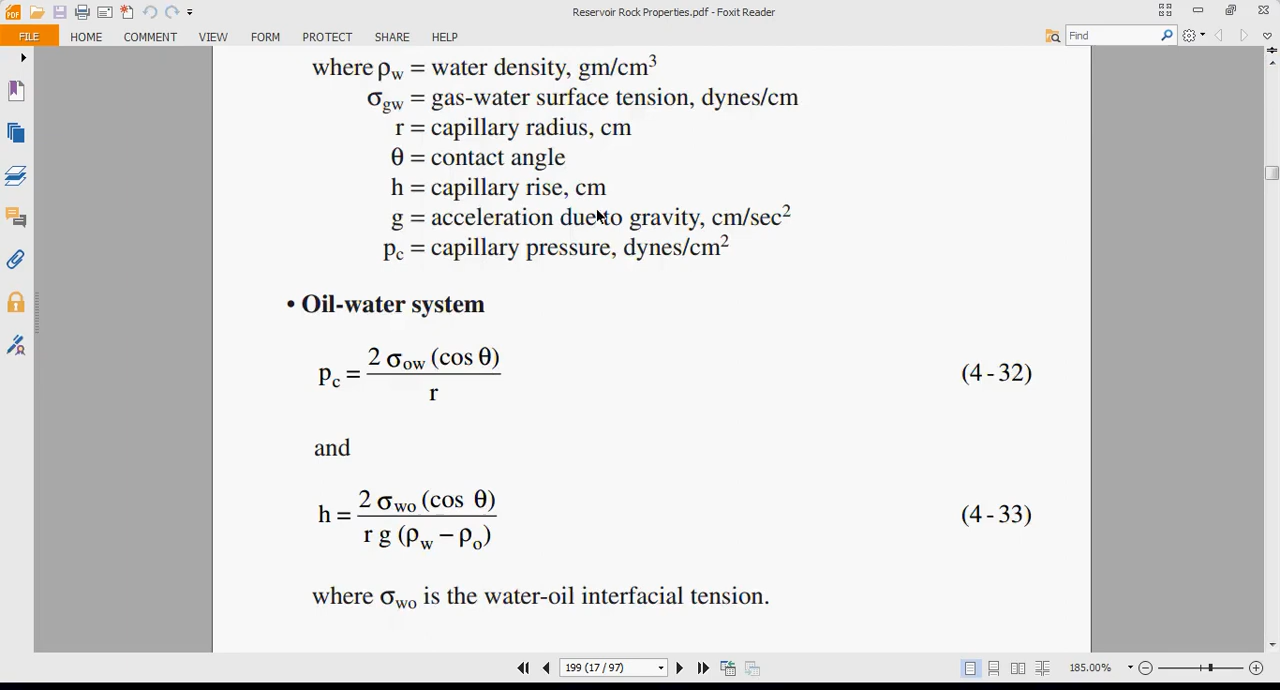 Reservoir Rock Properties.pdf - Foxit Reader
FILE HOME COMMENT VIEW FORM PROTECT SHARE HELP Find
where ρw = water density, gm/cm³
σgw = gas-water surface tension, dynes/cm
r = capillary radius, cm
θ = contact angle
h = capillary rise, cm
g = acceleration due to gravity, cm/sec²
pc = capillary pressure, dynes/cm²
• Oil-water system
pc = 2 σow (cos θ) / r (4 - 32)
and
h = 2 σwo (cos θ) / r g (ρw − ρo) (4 - 33)
where σwo is the water-oil interfacial tension.
199 (17 / 97) 185.00%